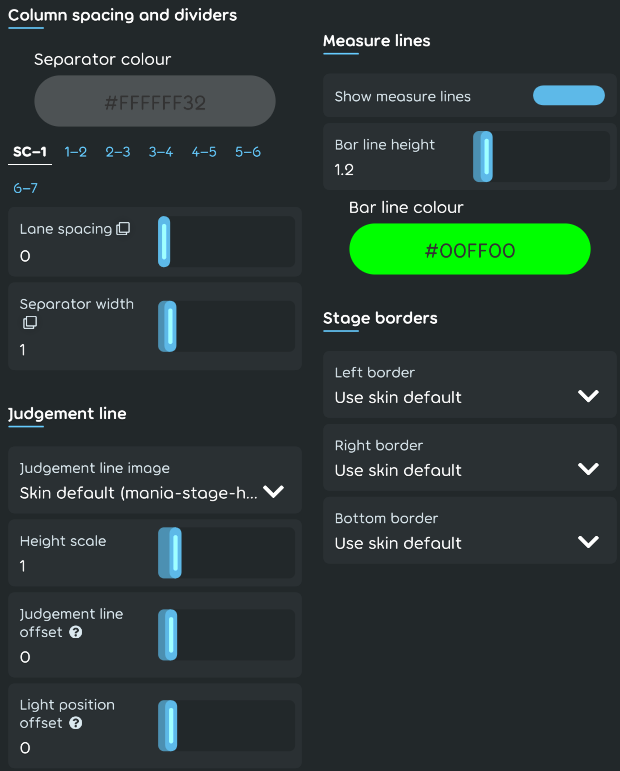 Column spacing and dividers
Separator colour
#FFFFFF32
SC–1 1–2 2–3 3–4 4–5 5–6
6–7
Lane spacing
0
Separator width
1
Judgement line
Judgement line image
Skin default (mania-stage-h...
Height scale
1
Judgement line
offset ?
0
Light position
offset ?
0
Measure lines
Show measure lines
Bar line height
1.2
Bar line colour
#00FF00
Stage borders
Left border
Use skin default
Right border
Use skin default
Bottom border
Use skin default